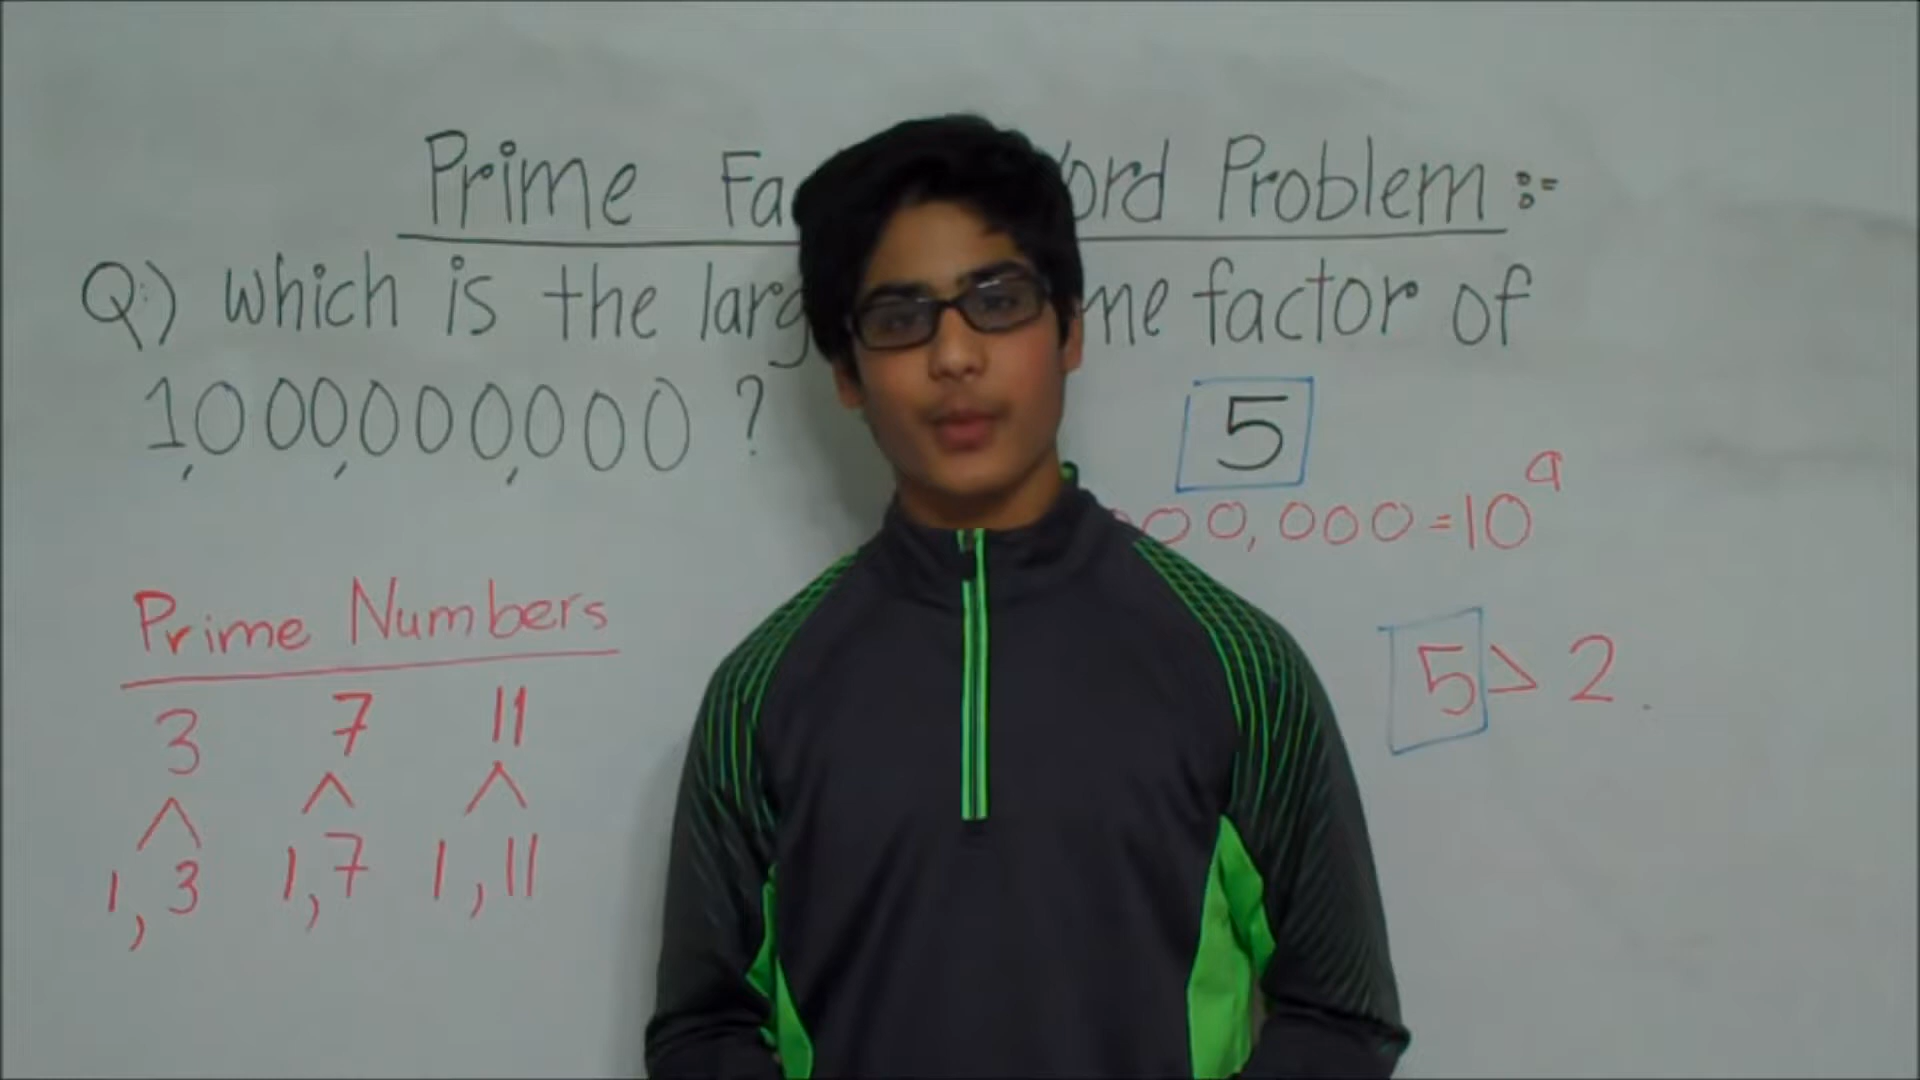 Prime Fa ord Problem :-
Q:) which is the larg me factor of
1,000,000,000 ?
5
000,000 = 10^9
Prime Numbers
5 > 2.
3 7 11
1,3 1,7 1,11